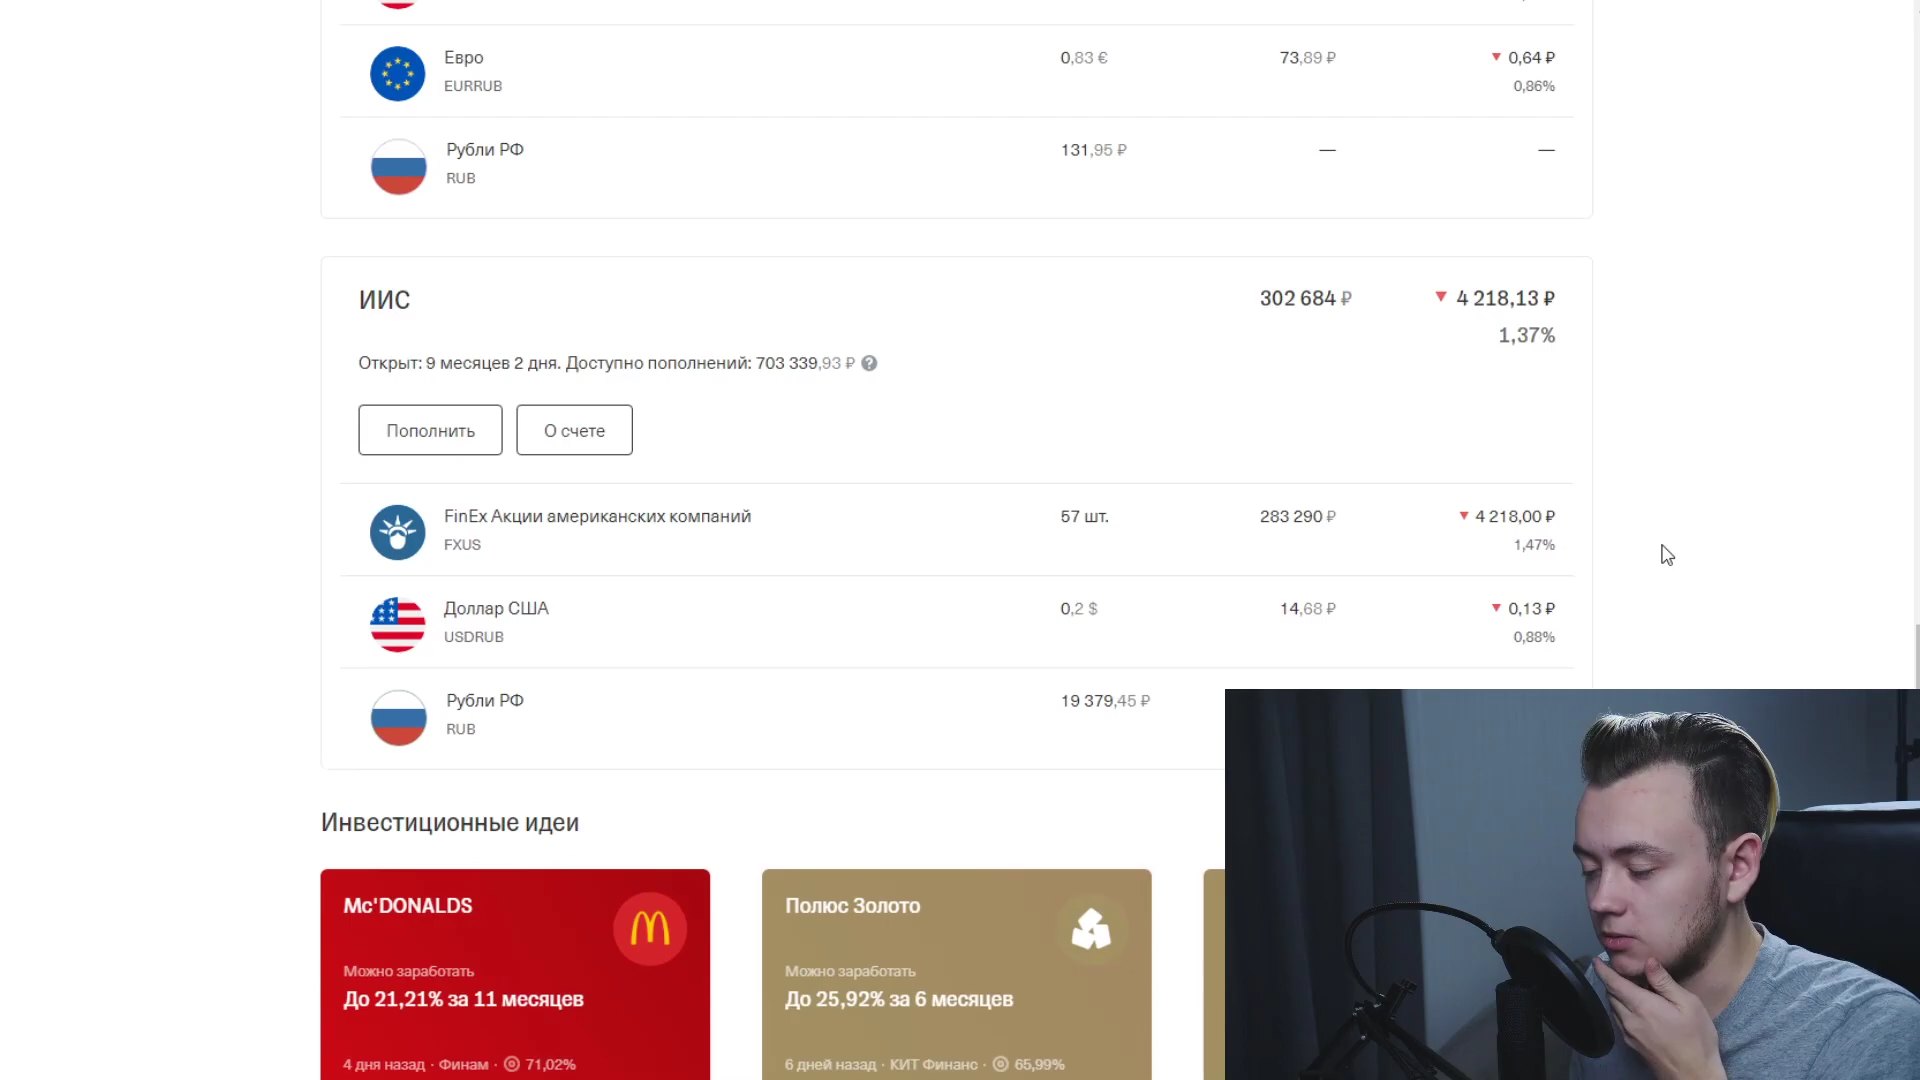 Евро
0,83 €
73,89 ₽
0,64 ₽
EURRUB
0,86%
Рубли РФ
131,95 ₽
—
—
RUB
ИИС
302 684 ₽
4 218,13 ₽
1,37%
Открыт: 9 месяцев 2 дня. Доступно пополнений: 703 339,93 ₽ ?
Пополнить
О счете
FinEx Акции американских компаний
57 шт.
283 290 ₽
4 218,00 ₽
FXUS
1,47%
Доллар США
0,2 $
14,68 ₽
0,13 ₽
USDRUB
0,88%
Рубли РФ
19 379,45 ₽
RUB
Инвестиционные идеи
Mc'DONALDS
Можно заработать
До 21,21% за 11 месяцев
4 дня назад · Финам · 71,02%
Полюс Золото
Можно заработать
До 25,92% за 6 месяцев
6 дней назад · КИТ Финанс · 65,99%